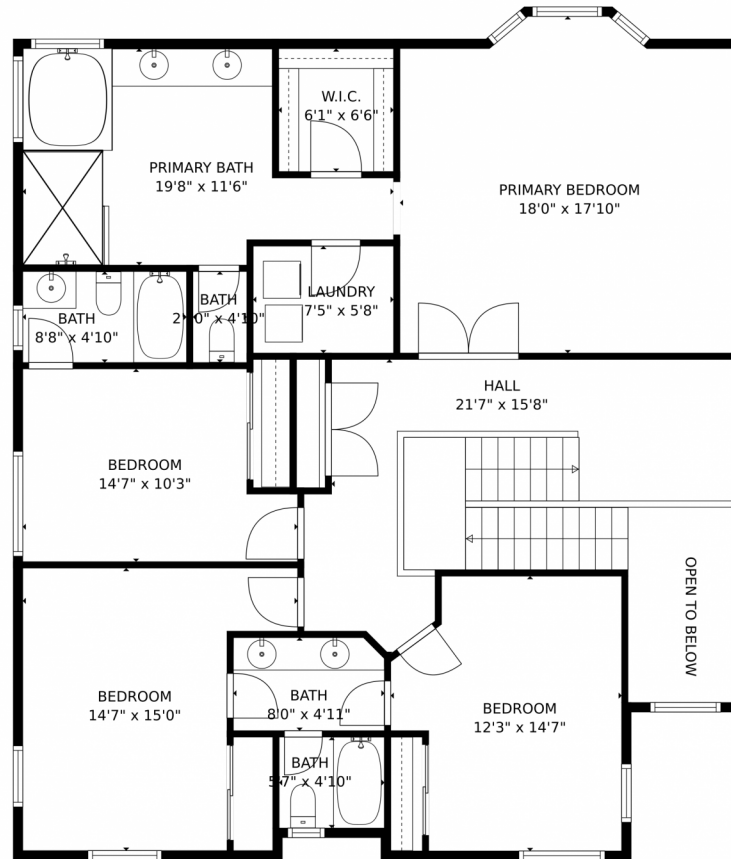 W.I.C.
6'1" x 6'6"
PRIMARY BATH
19'8" x 11'6"
PRIMARY BEDROOM
18'0" x 17'10"
LAUNDRY
7'5" x 5'8"
BATH
8'8" x 4'10"
BATH
HALL
21'7" x 15'8"
BEDROOM
14'7" x 10'3"
OPEN TO BELOW
BEDROOM
14'7" x 15'0"
BATH
8'0" x 4'11"
BEDROOM
12'3" x 14'7"
BATH
5'7" x 4'10"